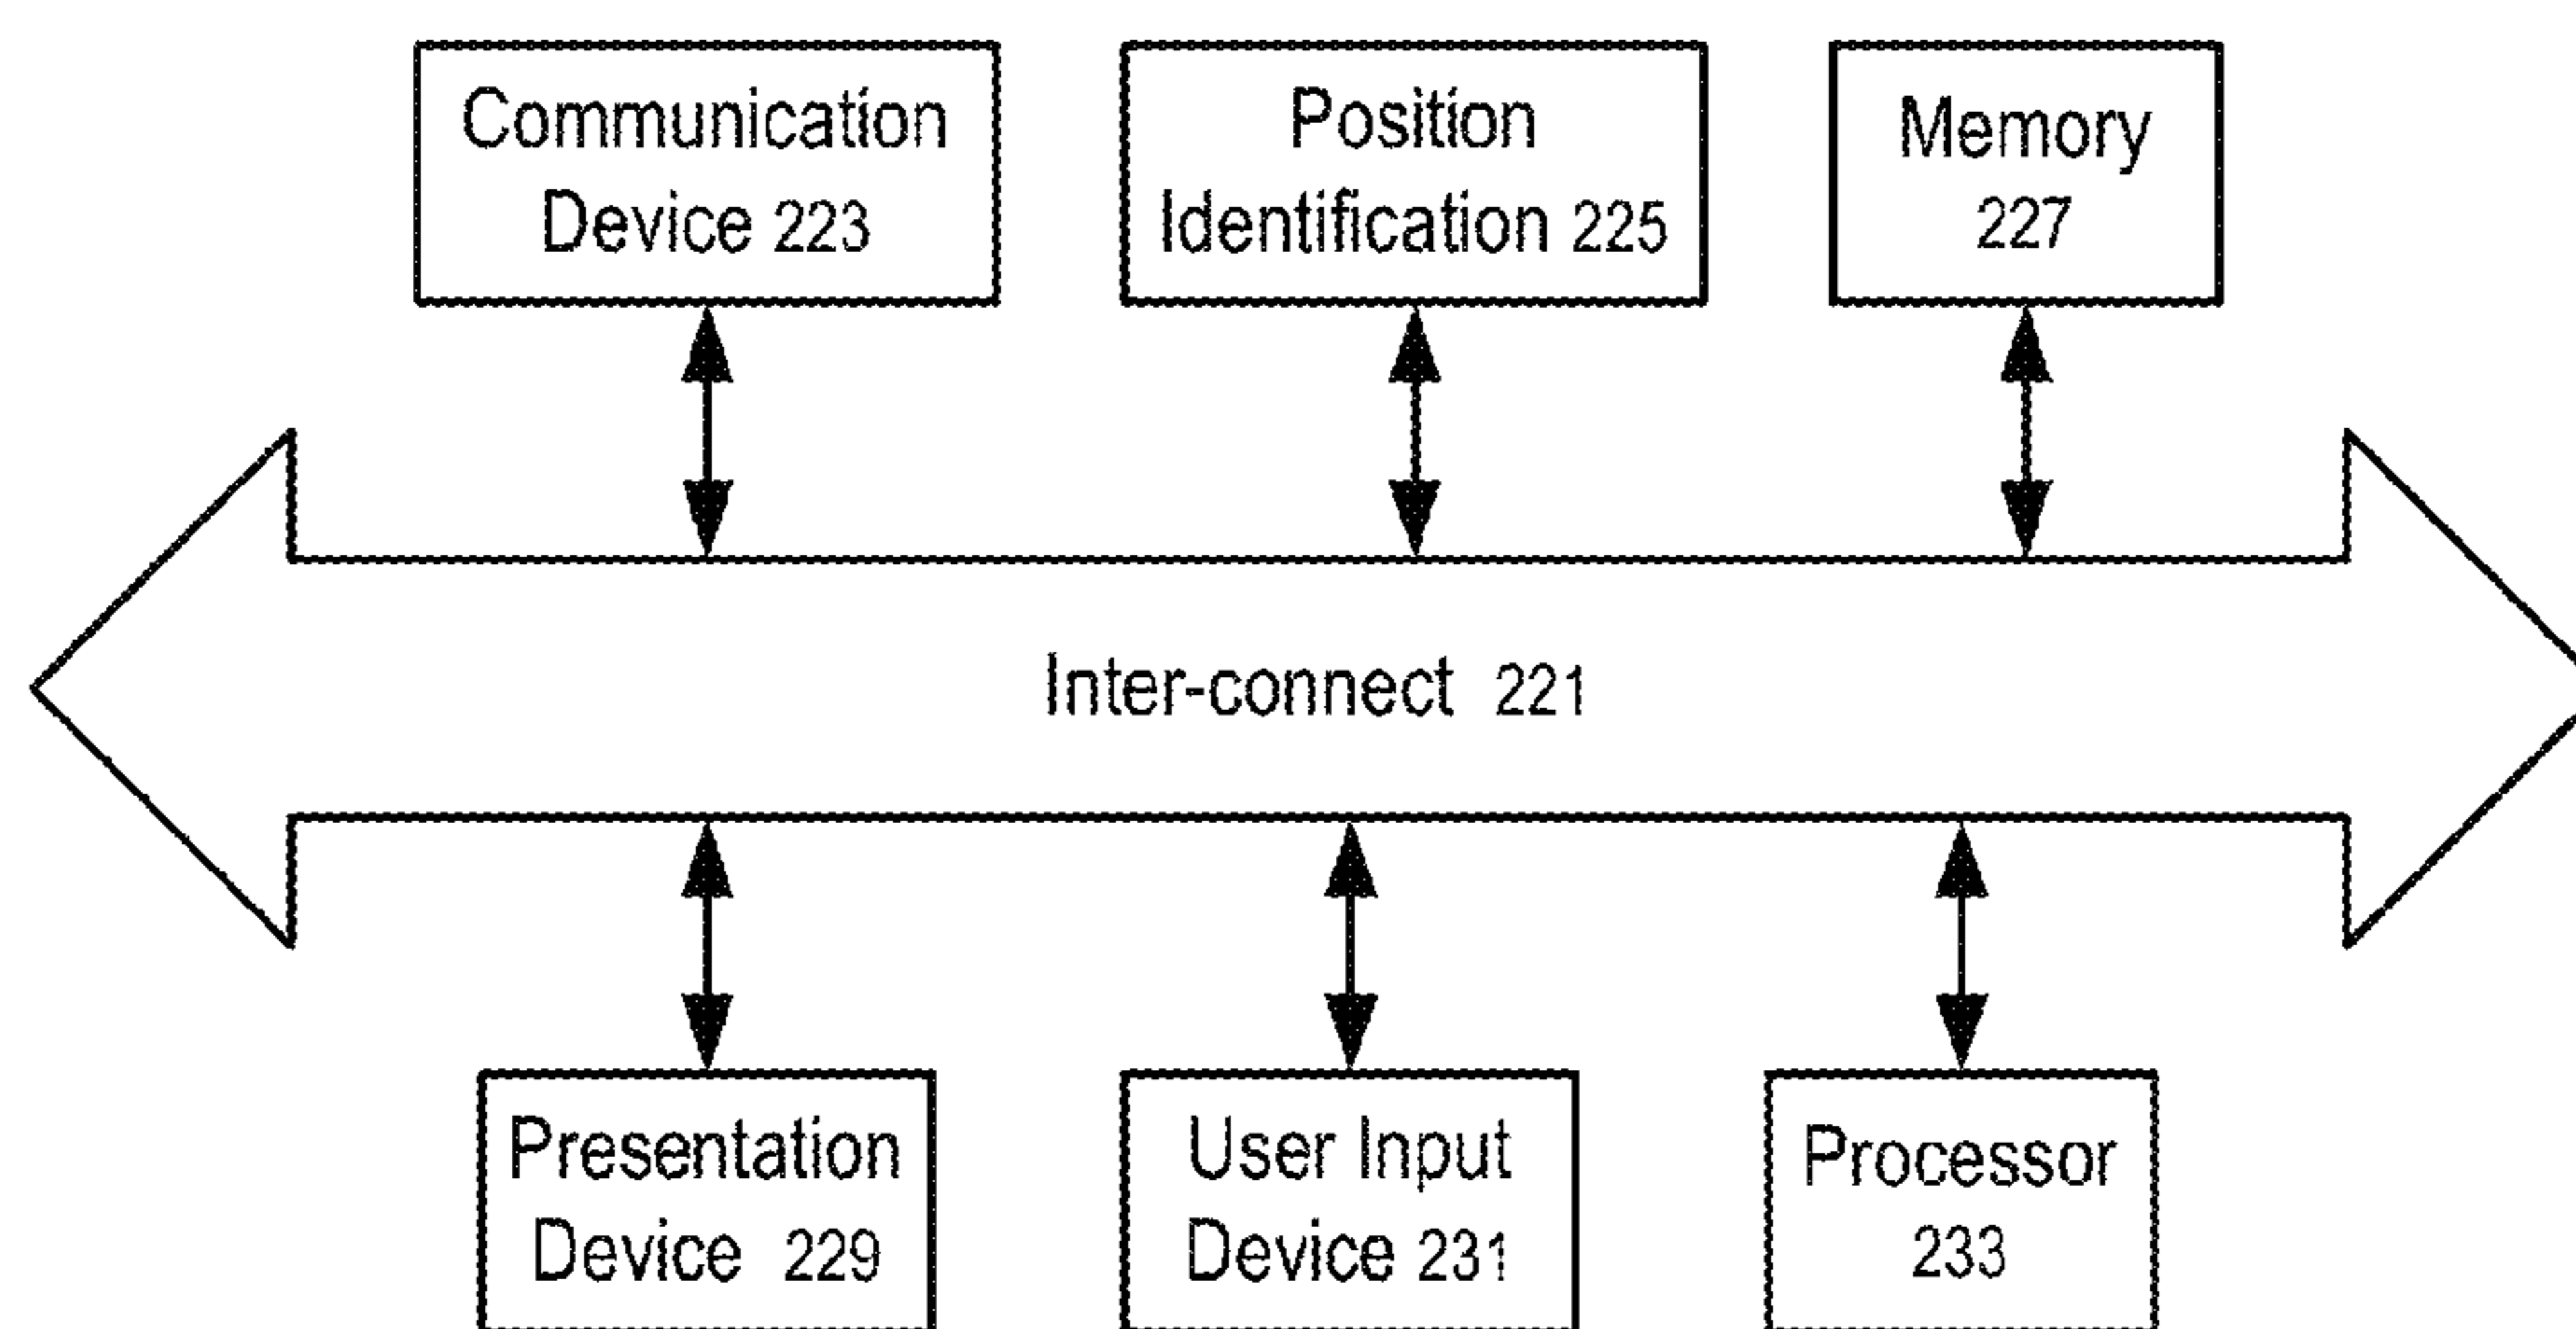 Communication
Device 223
Position
Identification 225
Memory
227
Inter-connect 221
Presentation
Device 229
User Input
Device 231
Processor
233